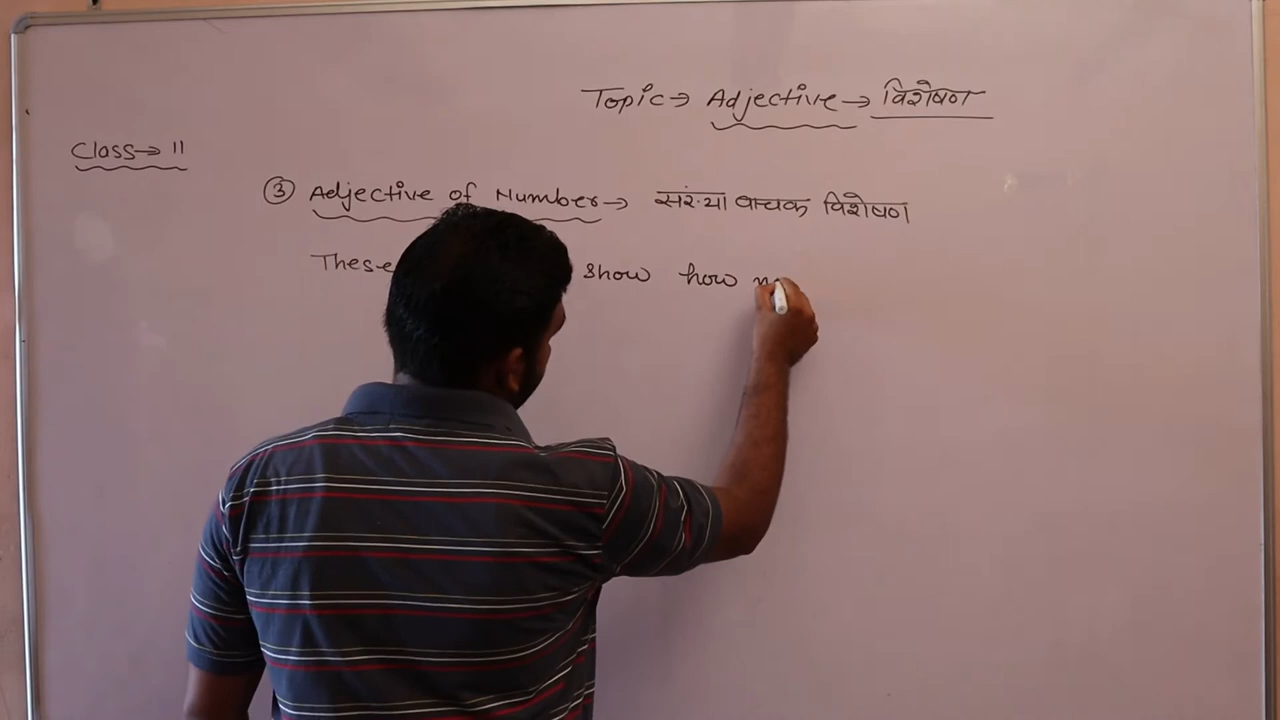 Topic→ Adjective→ विशेषण
Class→ 11
③ Adjective of Number→ संख्या वाचक विशेषण
These show how